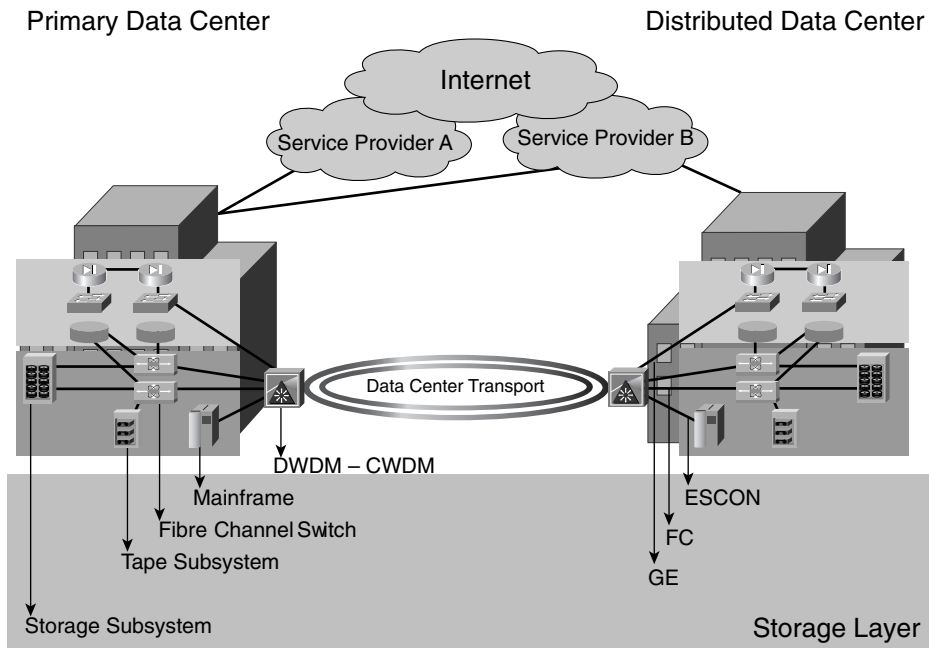 Primary Data Center
Distributed Data Center
Internet
Service Provider A
Service Provider B
Data Center Transport
DWDM – CWDM
Mainframe
ESCON
Fibre Channel Switch
FC
Tape Subsystem
GE
Storage Subsystem
Storage Layer